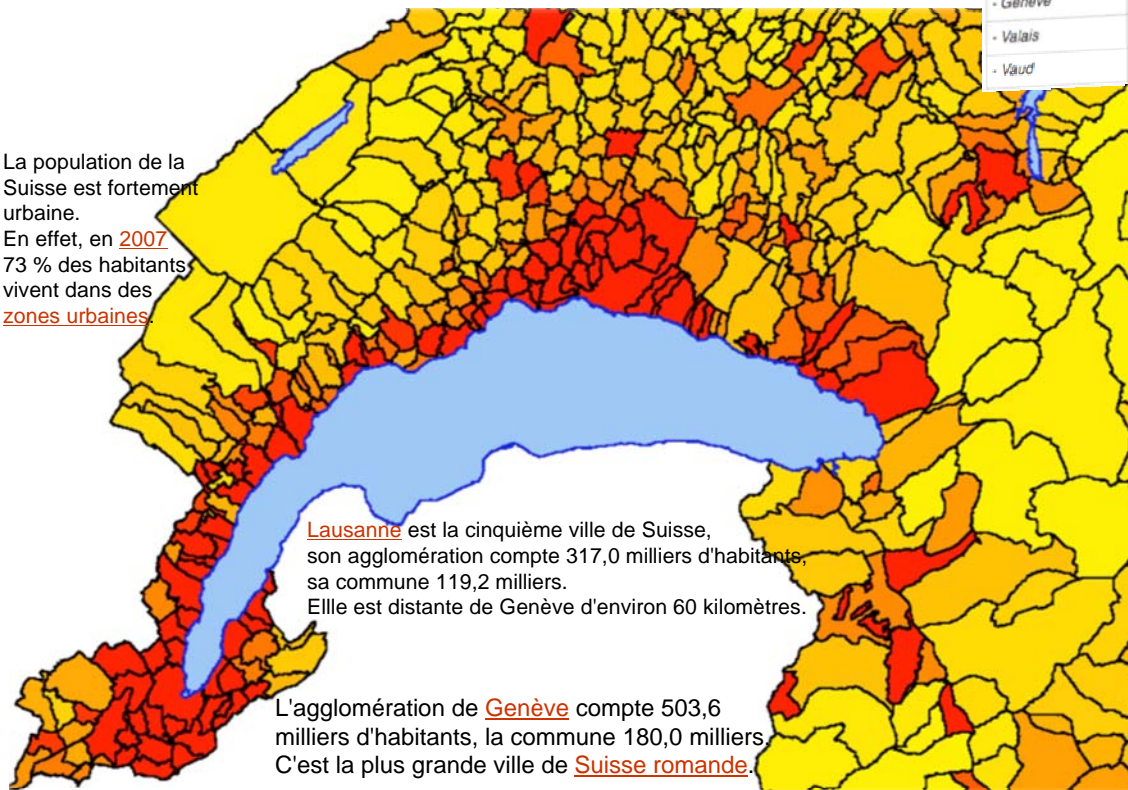 - Genève
- Valais
- Vaud
La population de la
Suisse est fortement
urbaine.
En effet, en 2007
73 % des habitants
vivent dans des
zones urbaines.
Lausanne est la cinquième ville de Suisse,
son agglomération compte 317,0 milliers d'habitants,
sa commune 119,2 milliers.
Ellle est distante de Genève d'environ 60 kilomètres.
L'agglomération de Genève compte 503,6
milliers d'habitants, la commune 180,0 milliers.
C'est la plus grande ville de Suisse romande.